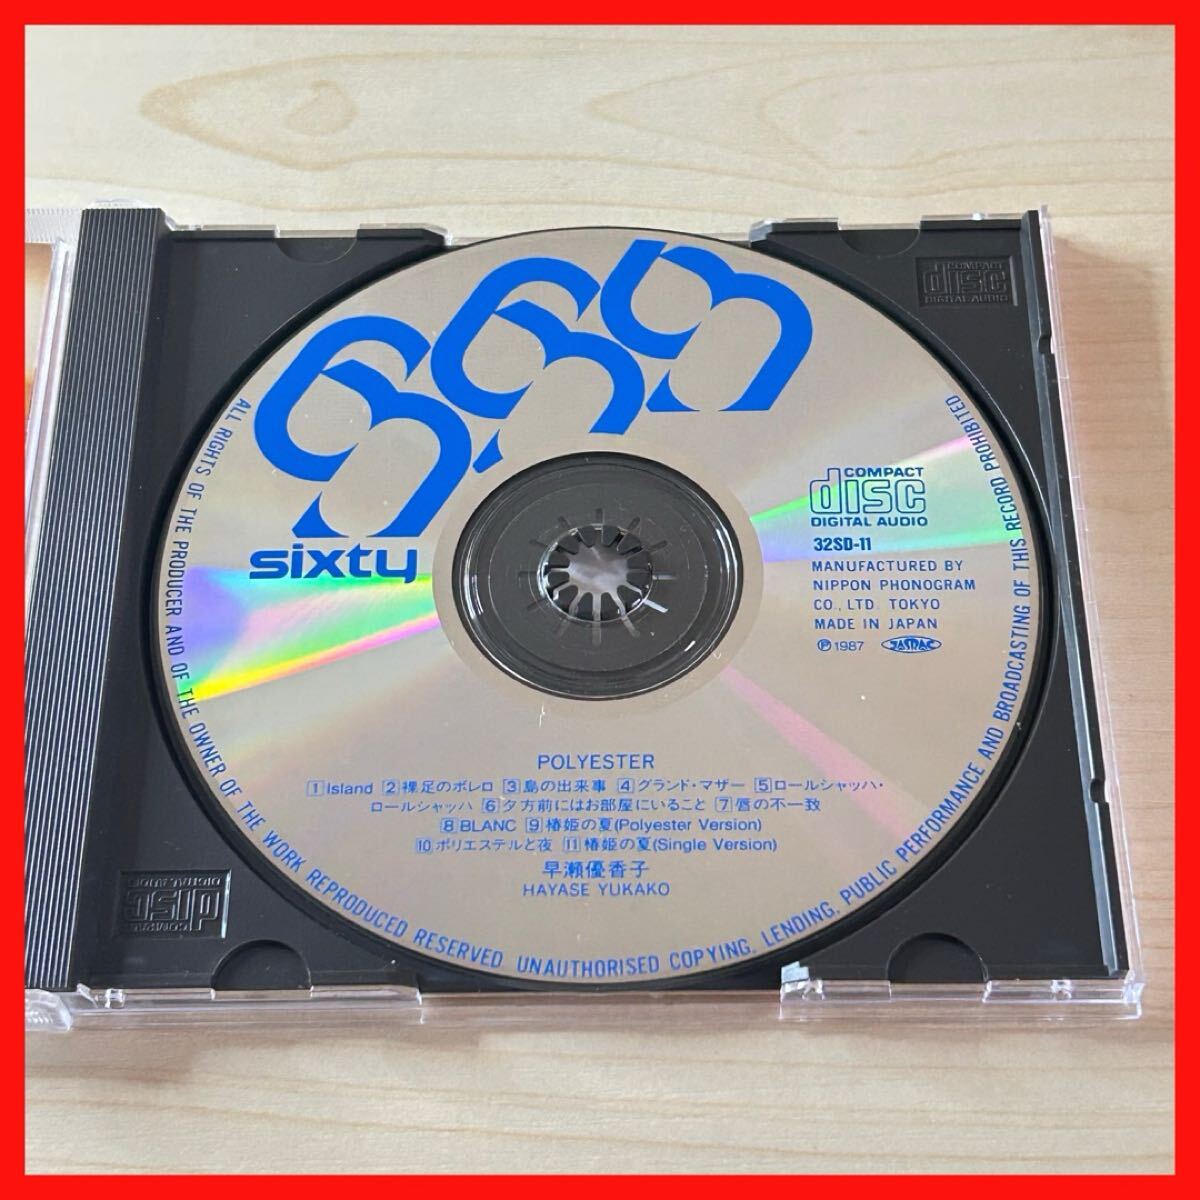 sixty
COMPACT
disc
DIGITAL AUDIO
32SD-11
MANUFACTURED BY
NIPPON PHONOGRAM
CO., LTD. TOKYO
MADE IN JAPAN
Ⓟ1987 JASRAC
POLYESTER
1 Island 2 裸足のボレロ 3 島の出来事 4 グランド・マザー 5 ロールシャッハ・
ロールシャッハ 6 夕方前にはお部屋にいること 7 唇の不一致
8 BLANC 9 椿姫の夏(Polyester Version)
10 ポリエステルと夜 11 椿姫の夏(Single Version)
早瀬優香子
HAYASE YUKAKO
ALL RIGHTS OF THE PRODUCER AND OF THE OWNER OF THE WORK REPRODUCED RESERVED. UNAUTHORISED COPYING, LENDING, PUBLIC PERFORMANCE AND BROADCASTING OF THIS RECORD PROHIBITED
COMPACT
disc
DIGITAL AUDIO
COMPACT
disc
DIGITAL AUDIO